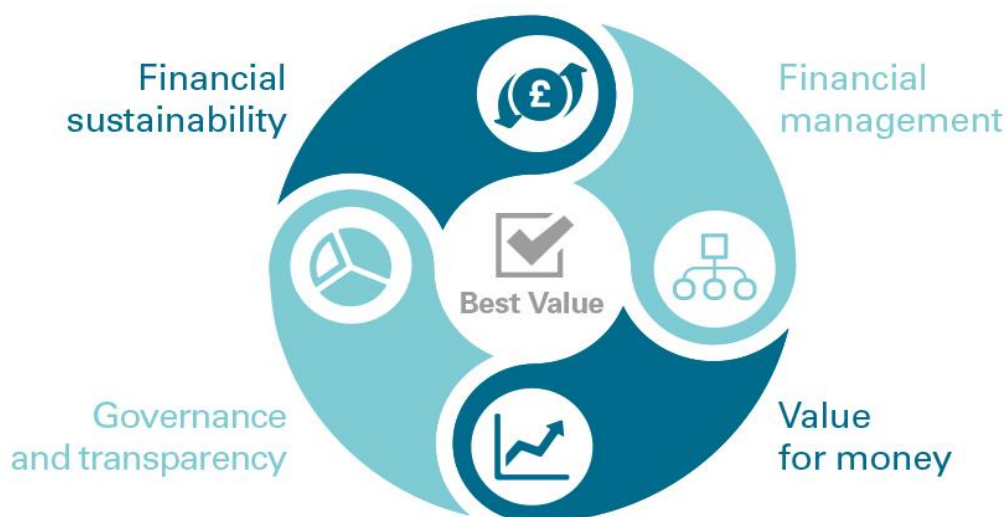 Financial
sustainability
£
Financial
management
Best Value
Governance
and transparency
Value
for money